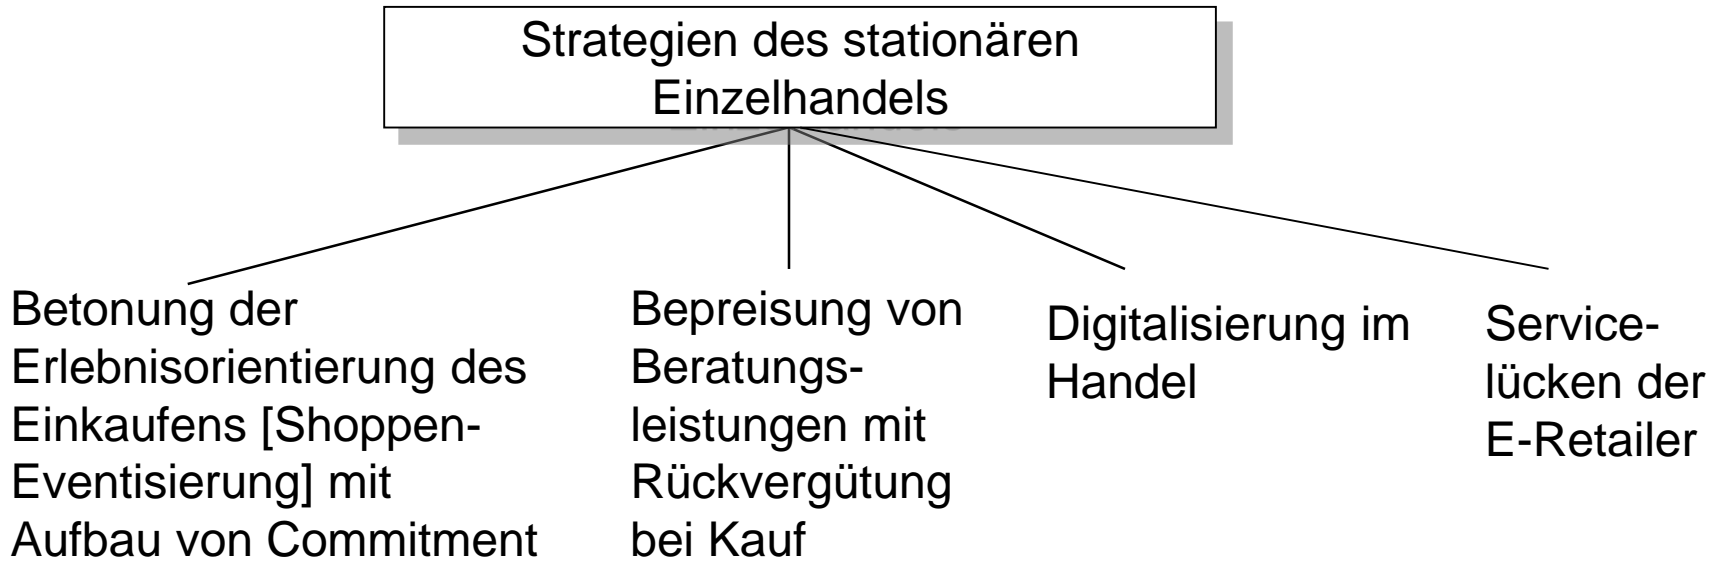 Strategien des stationären
Einzelhandels
Betonung der
Erlebnisorientierung des
Einkaufens [Shoppen-
Eventisierung] mit
Aufbau von Commitment
Bepreisung von
Beratungs-
leistungen mit
Rückvergütung
bei Kauf
Digitalisierung im
Handel
Service-
lücken der
E-Retailer